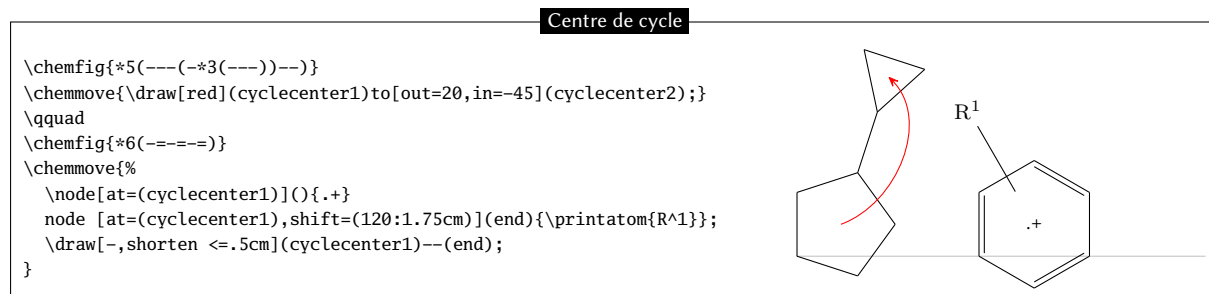 Centre de cycle
\chemfig{*5(---(-*3(---))--)}
\chemmove{\draw[red](cyclecenter1)to[out=20,in=-45](cyclecenter2);}
\qquad
\chemfig{*6(-=-=-=)}
\chemmove{%
  \node[at=(cyclecenter1)](){.+}
  node [at=(cyclecenter1),shift=(120:1.75cm)](end){\printatom{R^1}};
  \draw[-,shorten <=.5cm](cyclecenter1)--(end);
}
R¹
.+